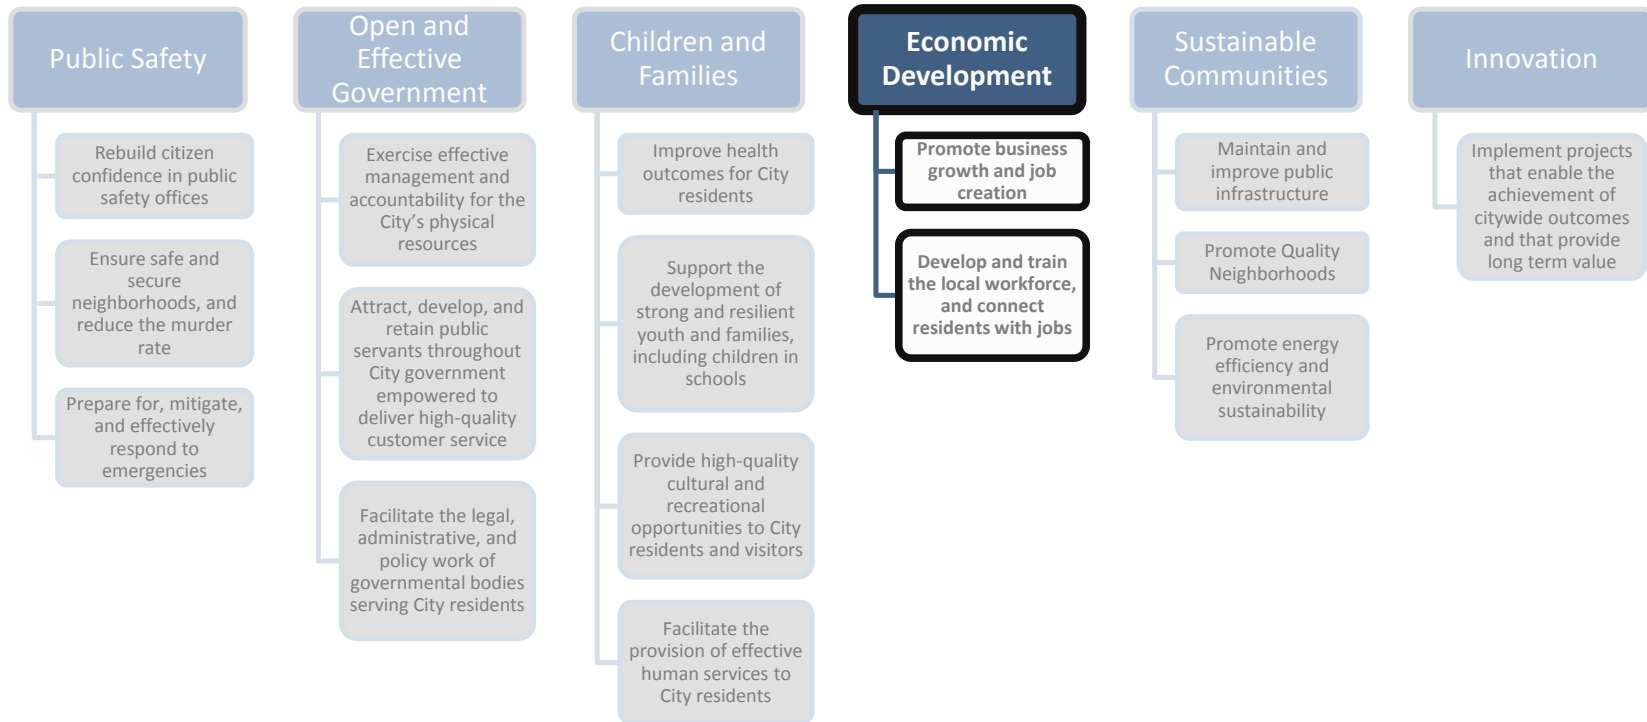 Public Safety
Rebuild citizen
confidence in public
safety offices
Ensure safe and
secure
neighborhoods, and
reduce the murder
rate
Prepare for, mitigate,
and effectively
respond to
emergencies
Open and
Effective
Government
Exercise effective
management and
accountability for the
City’s physical
resources
Attract, develop, and
retain public
servants throughout
City government
empowered to
deliver high-quality
customer service
Facilitate the legal,
administrative, and
policy work of
governmental bodies
serving City residents
Children and
Families
Improve health
outcomes for City
residents
Support the
development of
strong and resilient
youth and families,
including children in
schools
Provide high-quality
cultural and
recreational
opportunities to City
residents and visitors
Facilitate the
provision of effective
human services to
City residents
Economic
Development
Promote business
growth and job
creation
Develop and train
the local workforce,
and connect
residents with jobs
Sustainable
Communities
Maintain and
improve public
infrastructure
Promote Quality
Neighborhoods
Promote energy
efficiency and
environmental
sustainability
Innovation
Implement projects
that enable the
achievement of
citywide outcomes
and that provide
long term value